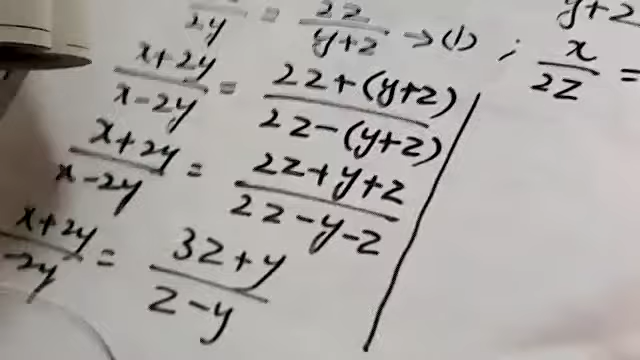 2y = 2z/(y+z) → (1) ; x/2z =
y+z
(x+2y)/(x-2y) = (2z+(y+z))/(2z-(y+z))
(x+2y)/(x-2y) = (2z+y+z)/(2z-y-z)
(x+2y)/(-2y) = (3z+y)/(z-y)